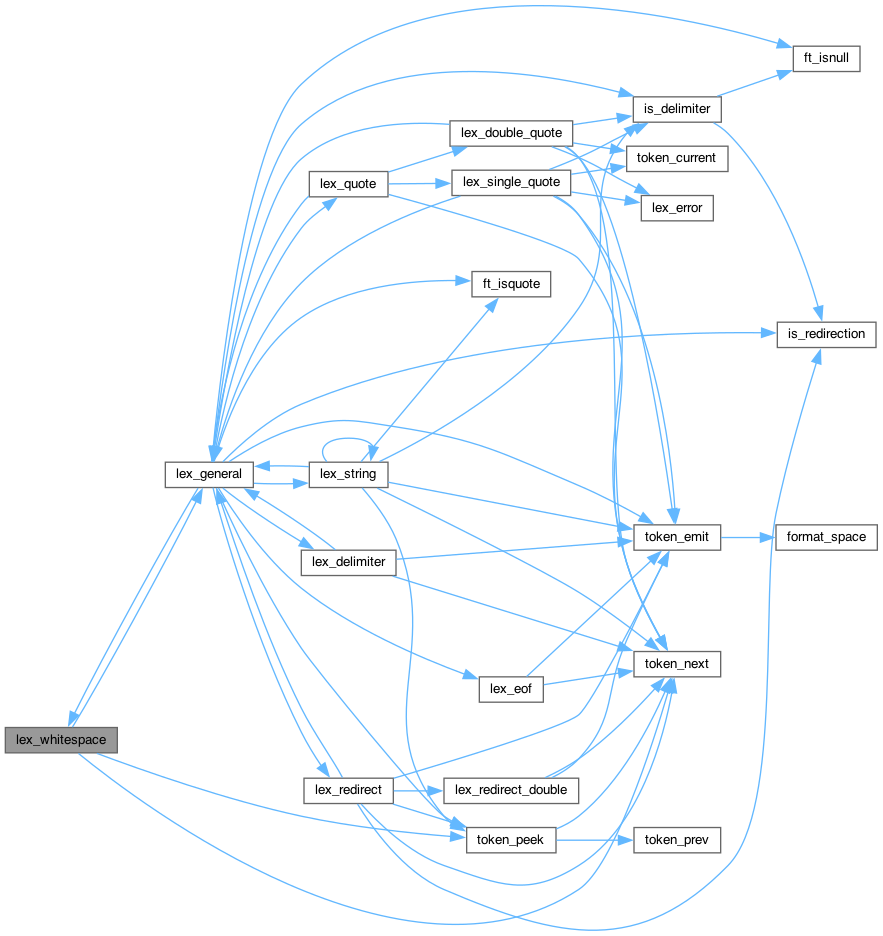 ft_isnull
is_delimiter
lex_double_quote
token_current
lex_quote
lex_single_quote
lex_error
ft_isquote
is_redirection
lex_general
lex_string
token_emit
format_space
lex_delimiter
token_next
lex_eof
lex_whitespace
lex_redirect
lex_redirect_double
token_peek
token_prev